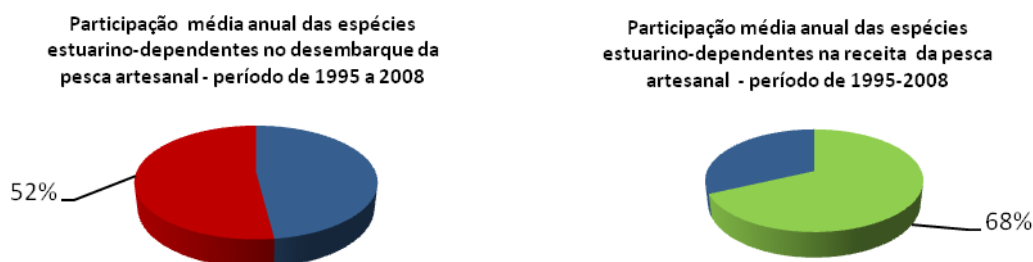 Participação média anual das espécies
estuarino-dependentes no desembarque da
pesca artesanal - período de 1995 a 2008
52%
Participação média anual das espécies
estuarino-dependentes na receita da pesca
artesanal - período de 1995-2008
68%